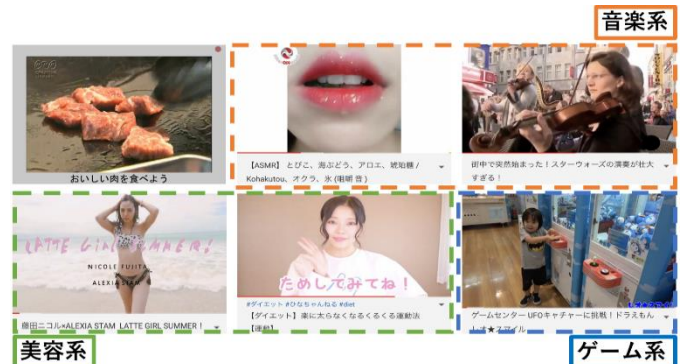 音楽系
おいしい肉を食べよう
【ASMR】 とびこ、海ぶどう、アロエ、琥珀糖 /
Kohakutou、オクラ、氷 (咀嚼 音 )
街中で突然始まった！スターウォーズの演奏が壮大
すぎる！
LATTE GIRL SUMMER!
NICOLE FUJITA
ALEXIA STAM
藤田ニコル×ALEXIA STAM LATTE GIRL SUMMER！
ためしてみてね！
#ダイエット #ひなちゃんねる #diet
【ダイエット】楽に太らなくなるくるくる運動法
【運動】
ゲームセンター UFOキャッチャーに挑戦！ドラえもん
レオ★スマイル
美容系
ゲーム系